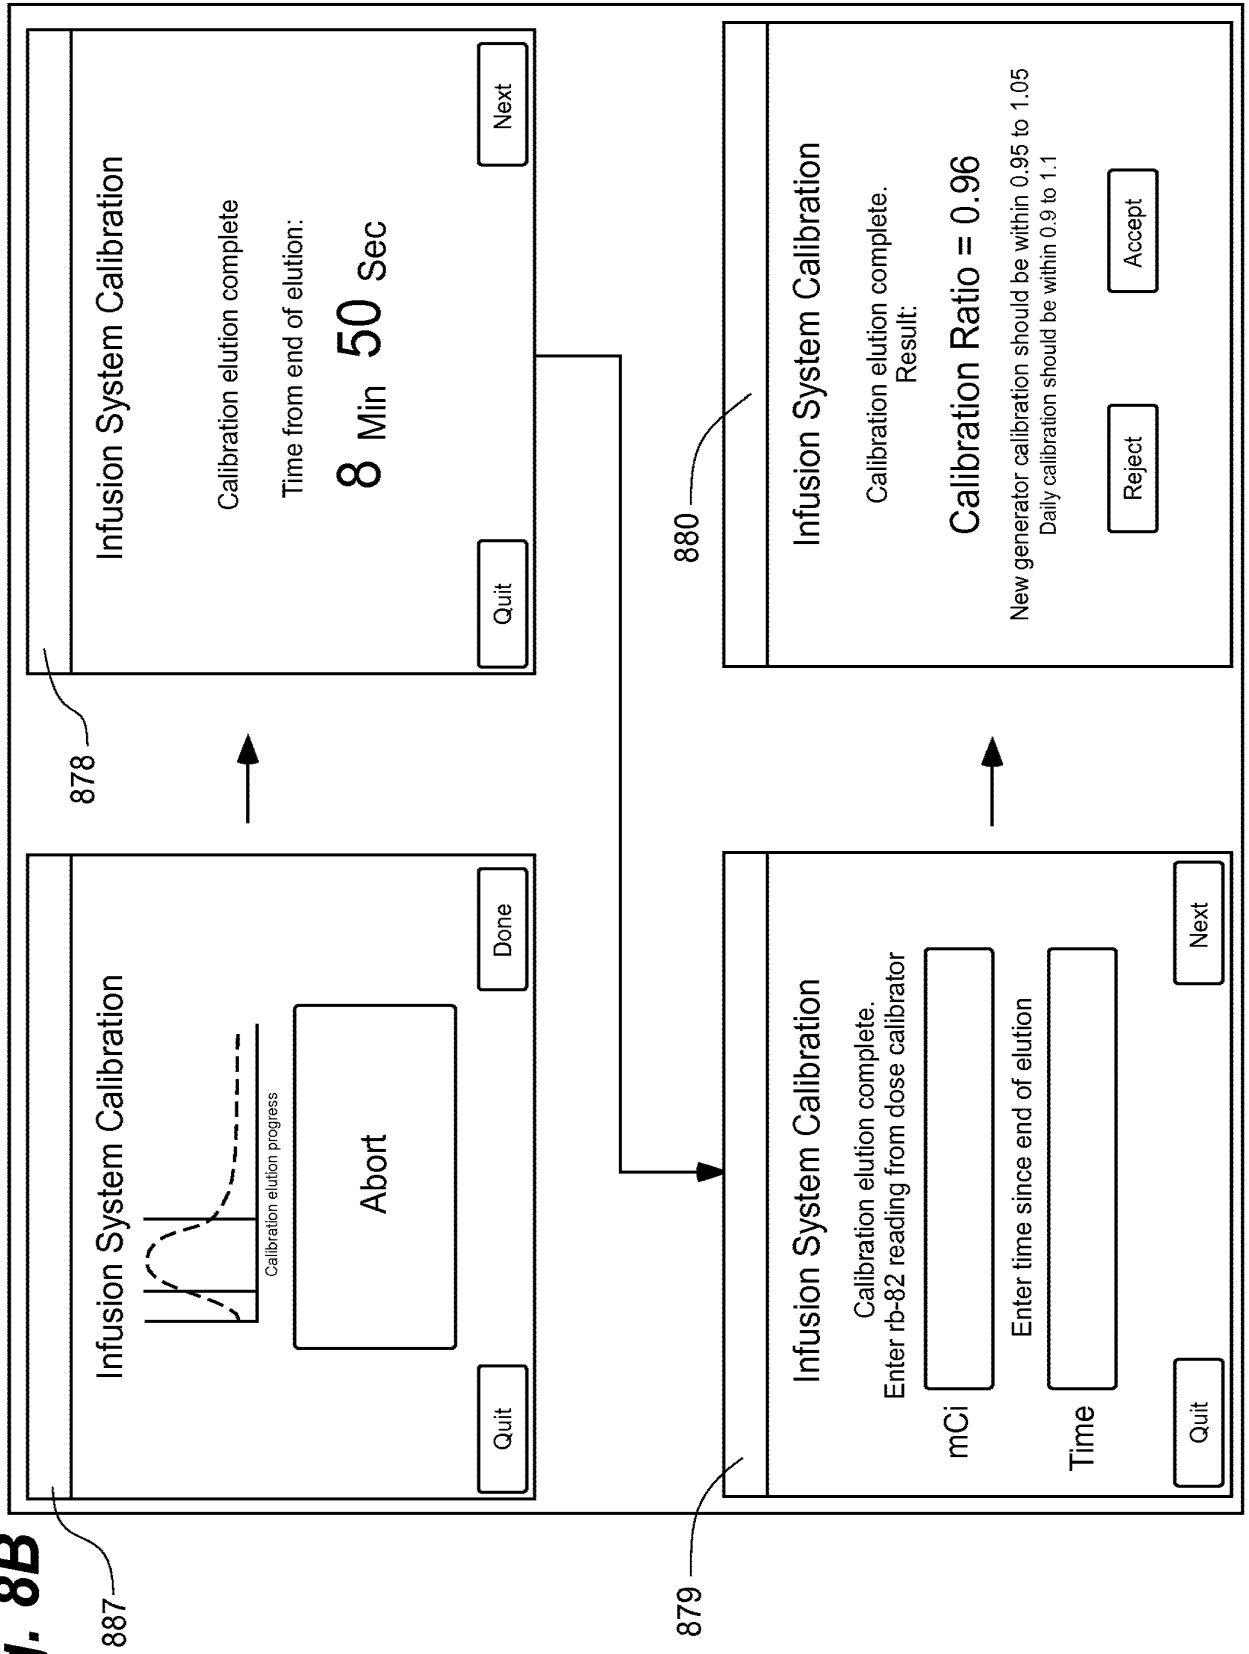 887
Infusion System Calibration
Calibration elution progress
Abort
Quit
Done
878
Infusion System Calibration
Calibration elution complete
Time from end of elution:
8 Min 50 Sec
Quit
Next
879
Infusion System Calibration
Calibration elution complete.
Enter rb-82 reading from dose calibrator
mCi
Enter time since end of elution
Time
Quit
Next
880
Infusion System Calibration
Calibration elution complete.
Result:
Calibration Ratio = 0.96
New generator calibration should be within 0.95 to 1.05
Daily calibration should be within 0.9 to 1.1
Reject
Accept
8B